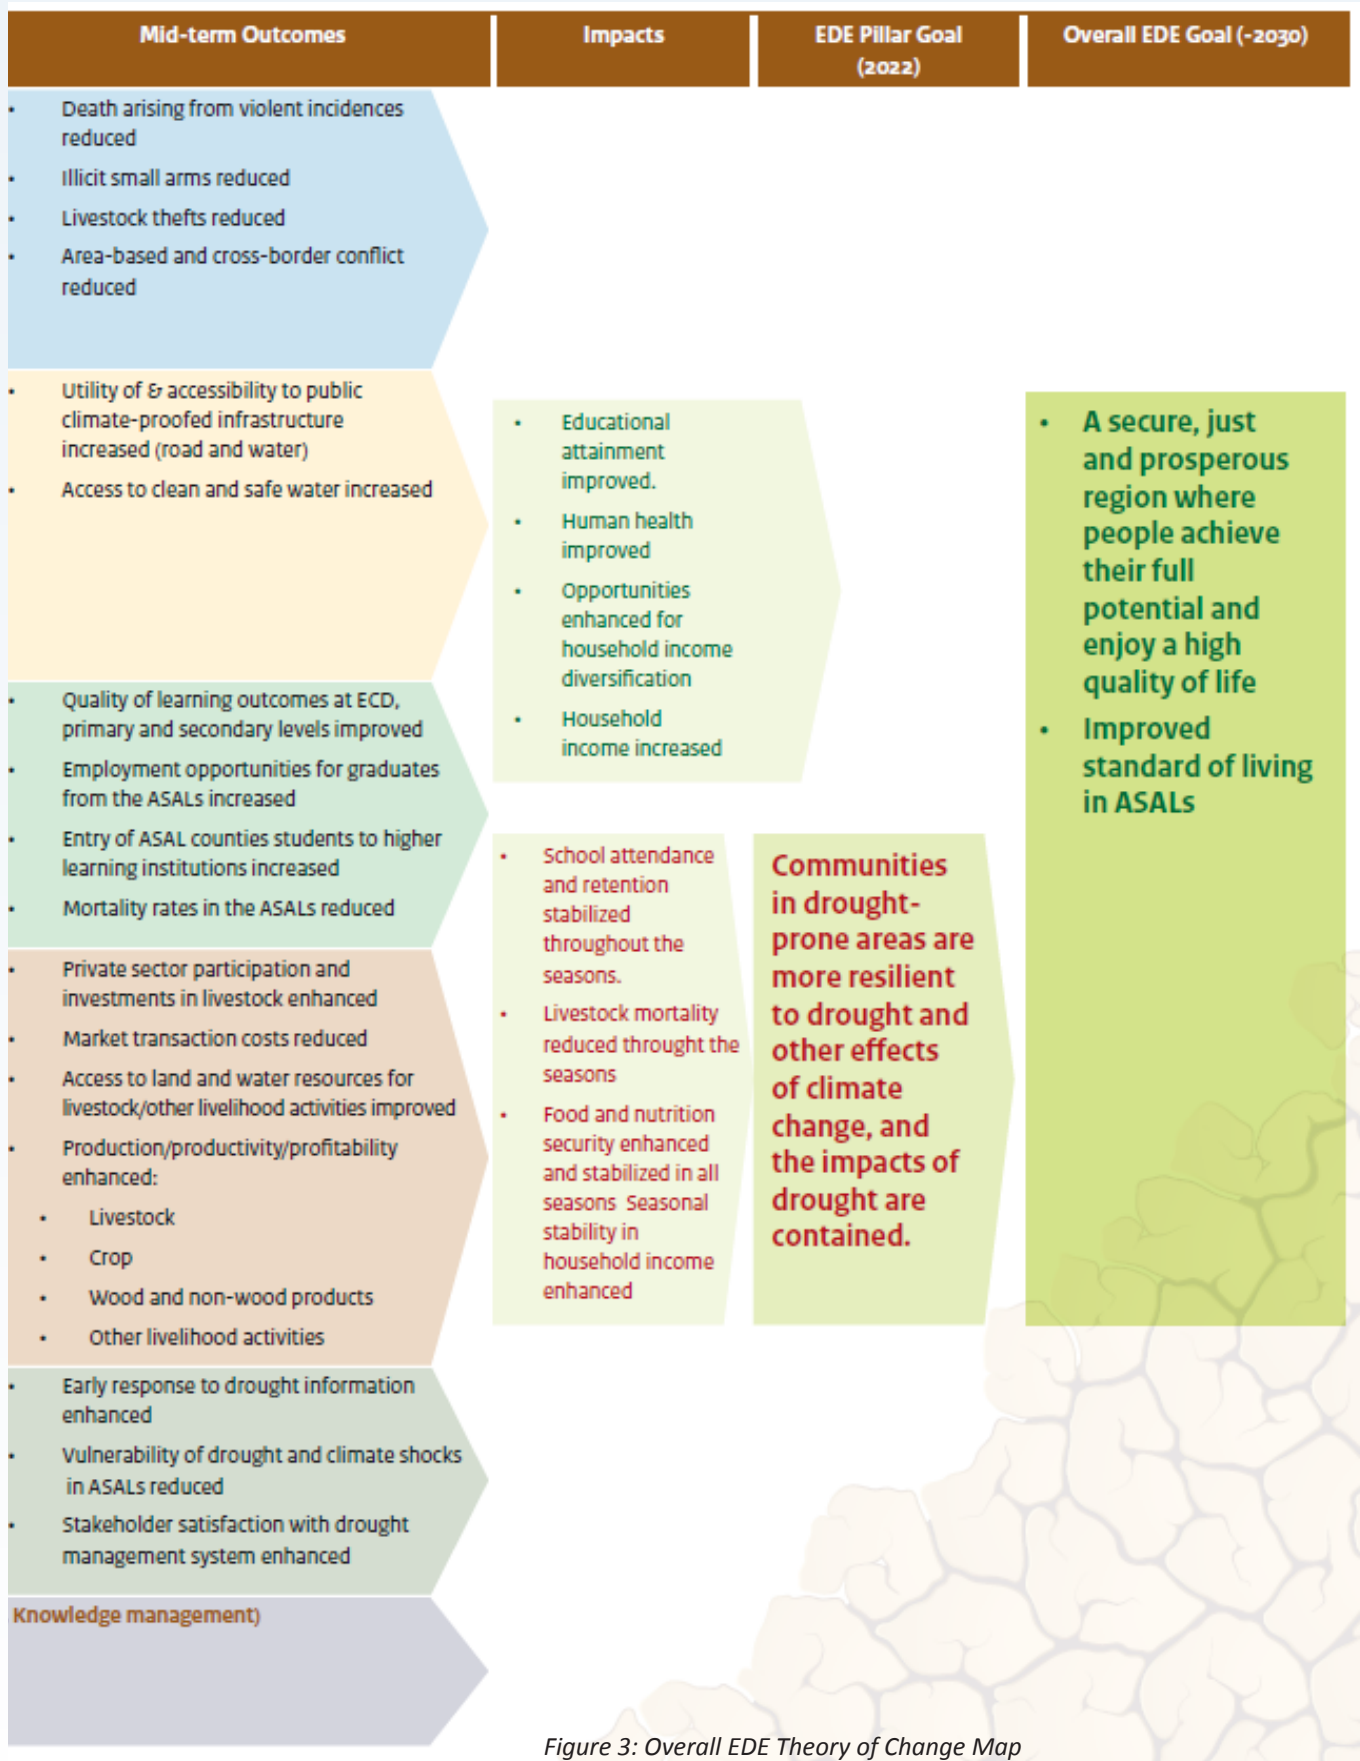 Mid-term Outcomes
Impacts
EDE Pillar Goal
(2022)
Overall EDE Goal (-2030)
• Death arising from violent incidences
reduced
• Illicit small arms reduced
• Livestock thefts reduced
• Area-based and cross-border conflict
reduced
• Utility of & accessibility to public
climate-proofed infrastructure
increased (road and water)
• Access to clean and safe water increased
• Quality of learning outcomes at ECD,
primary and secondary levels improved
• Employment opportunities for graduates
from the ASALs increased
• Entry of ASAL counties students to higher
learning institutions increased
• Mortality rates in the ASALs reduced
• Private sector participation and
investments in livestock enhanced
• Market transaction costs reduced
• Access to land and water resources for
livestock/other livelihood activities improved
• Production/productivity/profitability
enhanced:
• Livestock
• Crop
• Wood and non-wood products
• Other livelihood activities
• Early response to drought information
enhanced
• Vulnerability of drought and climate shocks
in ASALs reduced
• Stakeholder satisfaction with drought
management system enhanced
Knowledge management)
• Educational
attainment
improved.
• Human health
improved
• Opportunities
enhanced for
household income
diversification
• Household
income increased
• School attendance
and retention
stabilized
throughout the
seasons.
• Livestock mortality
reduced throught the
seasons
• Food and nutrition
security enhanced
and stabilized in all
seasons Seasonal
stability in
household income
enhanced
Communities
in drought-
prone areas are
more resilient
to drought and
other effects
of climate
change, and
the impacts of
drought are
contained.
• A secure, just
and prosperous
region where
people achieve
their full
potential and
enjoy a high
quality of life
• Improved
standard of living
in ASALs
Figure 3: Overall EDE Theory of Change Map